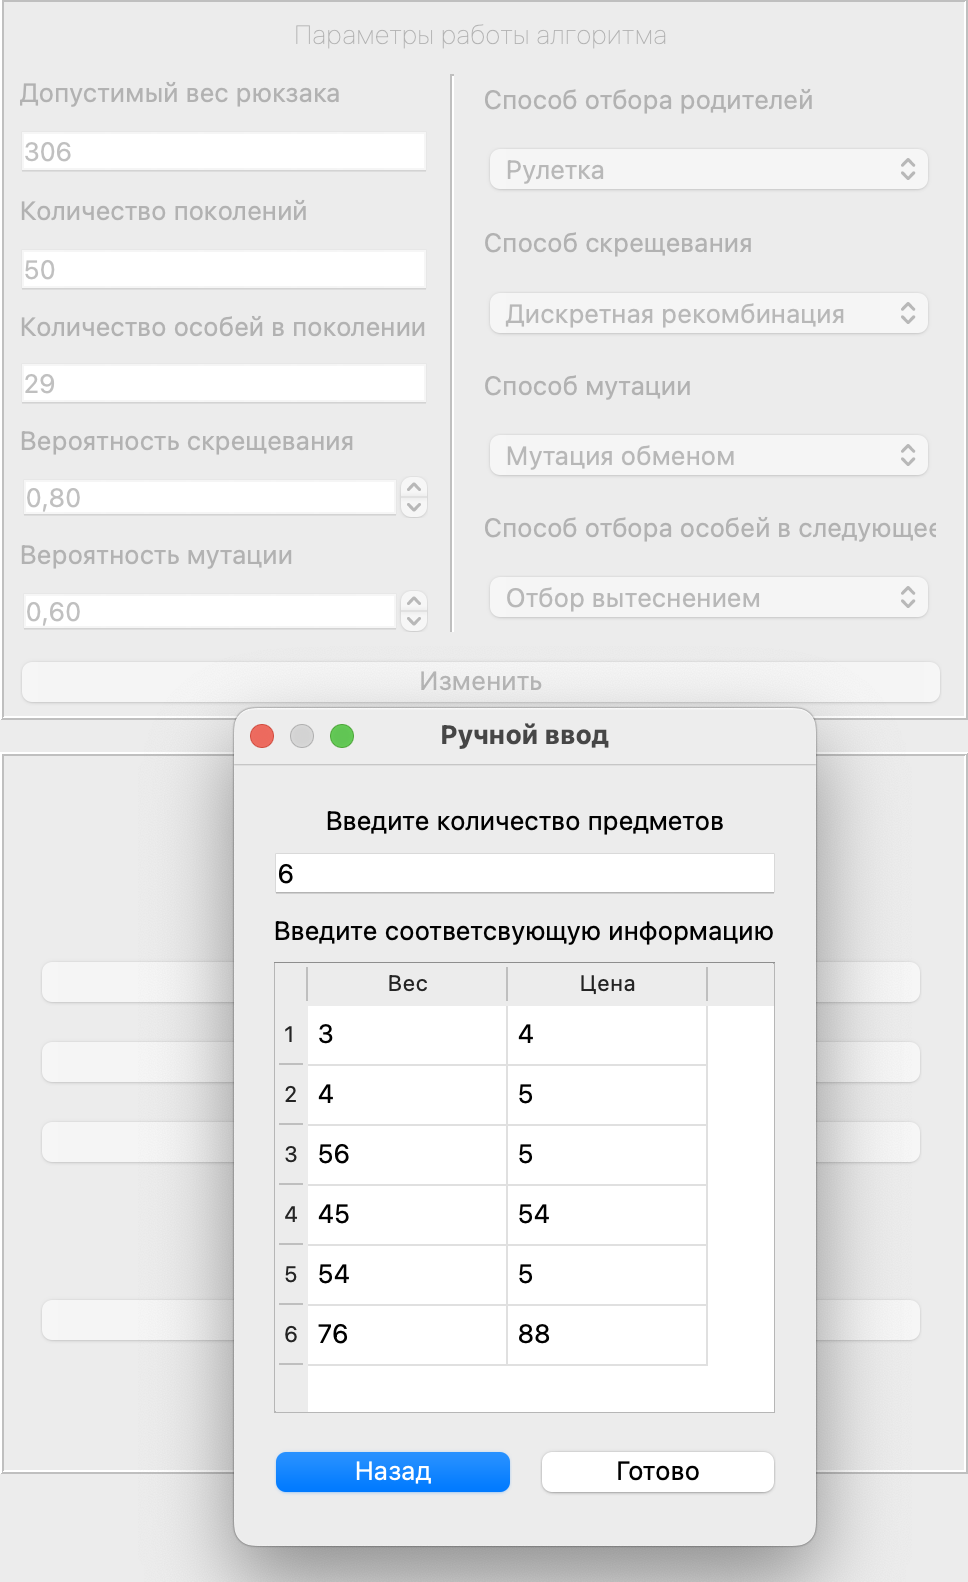 Параметры работы алгоритма
Допустимый вес рюкзака
306
Количество поколений
50
Количество особей в поколении
29
Вероятность скрещевания
0,80
Вероятность мутации
0,60
Способ отбора родителей
Рулетка
Способ скрещевания
Дискретная рекомбинация
Способ мутации
Мутация обменом
Способ отбора особей в следующее
Отбор вытеснением
Изменить
Ручной ввод
Введите количество предметов
6
Введите соответсвующую информацию
Вес Цена
1 3 4
2 4 5
3 56 5
4 45 54
5 54 5
6 76 88
Назад Готово